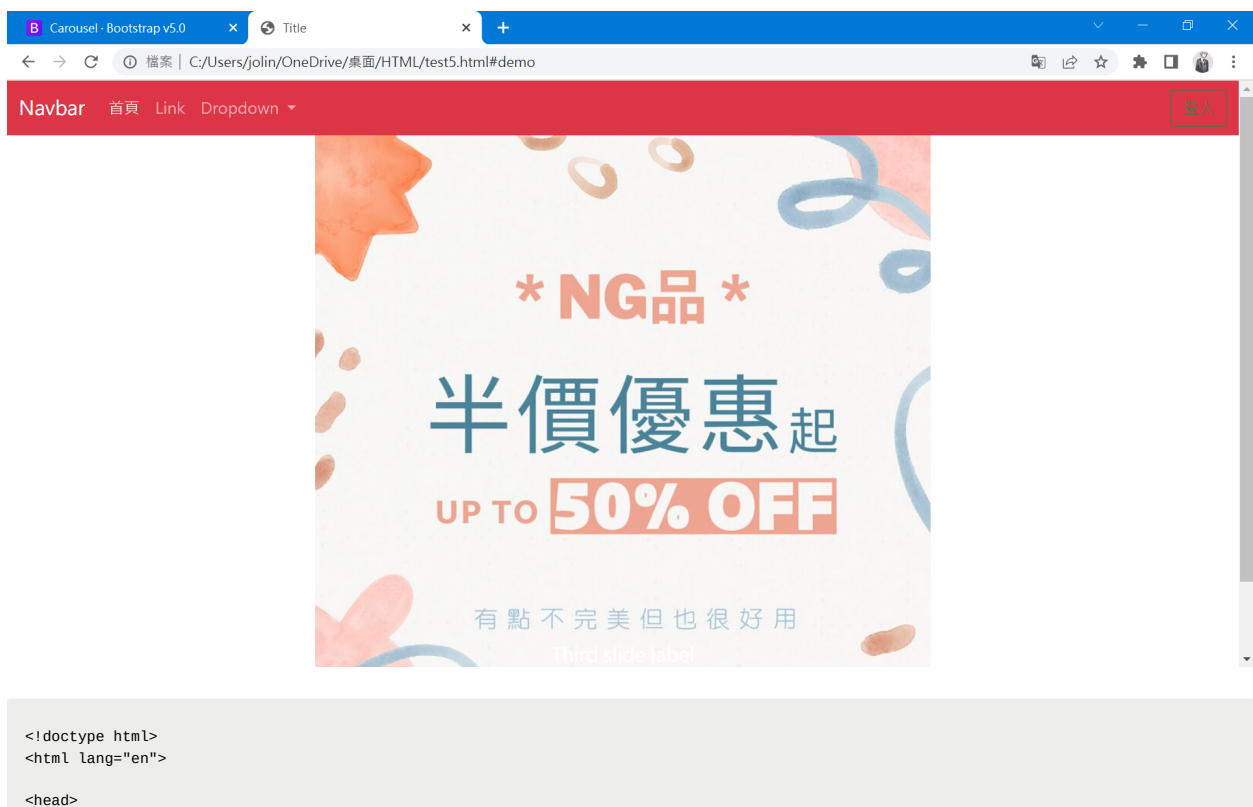 B Carousel · Bootstrap v5.0
Title
檔案 | C:/Users/jolin/OneDrive/桌面/HTML/test5.html#demo
Navbar 首頁 Link Dropdown
登入
* NG品 *
半價優惠起
UP TO 50% OFF
有點不完美但也很好用
Third slide label
<!doctype html>
<html lang="en">
<head>